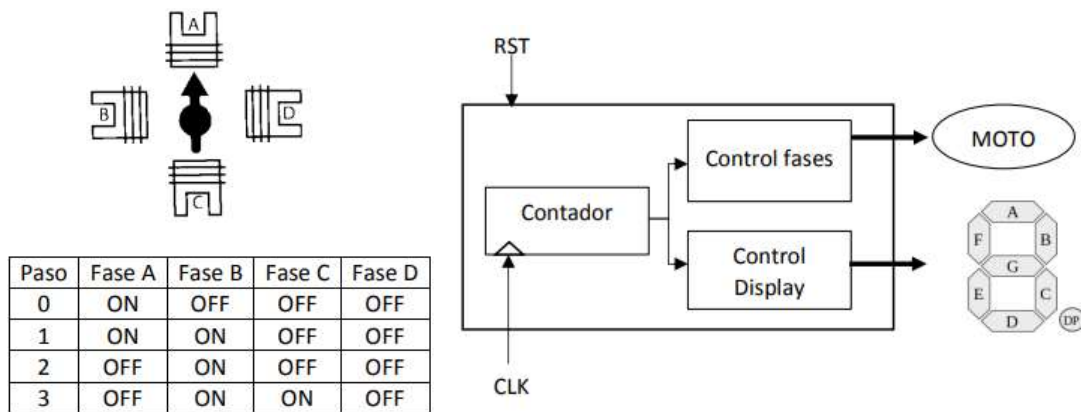 A
B
D
C
Paso Fase A Fase B Fase C Fase D
0 ON OFF OFF OFF
1 ON ON OFF OFF
2 OFF ON OFF OFF
3 OFF ON ON OFF
RST
Contador
Control fases
Control
Display
CLK
MOTO
A
F B
G
E C
D DP